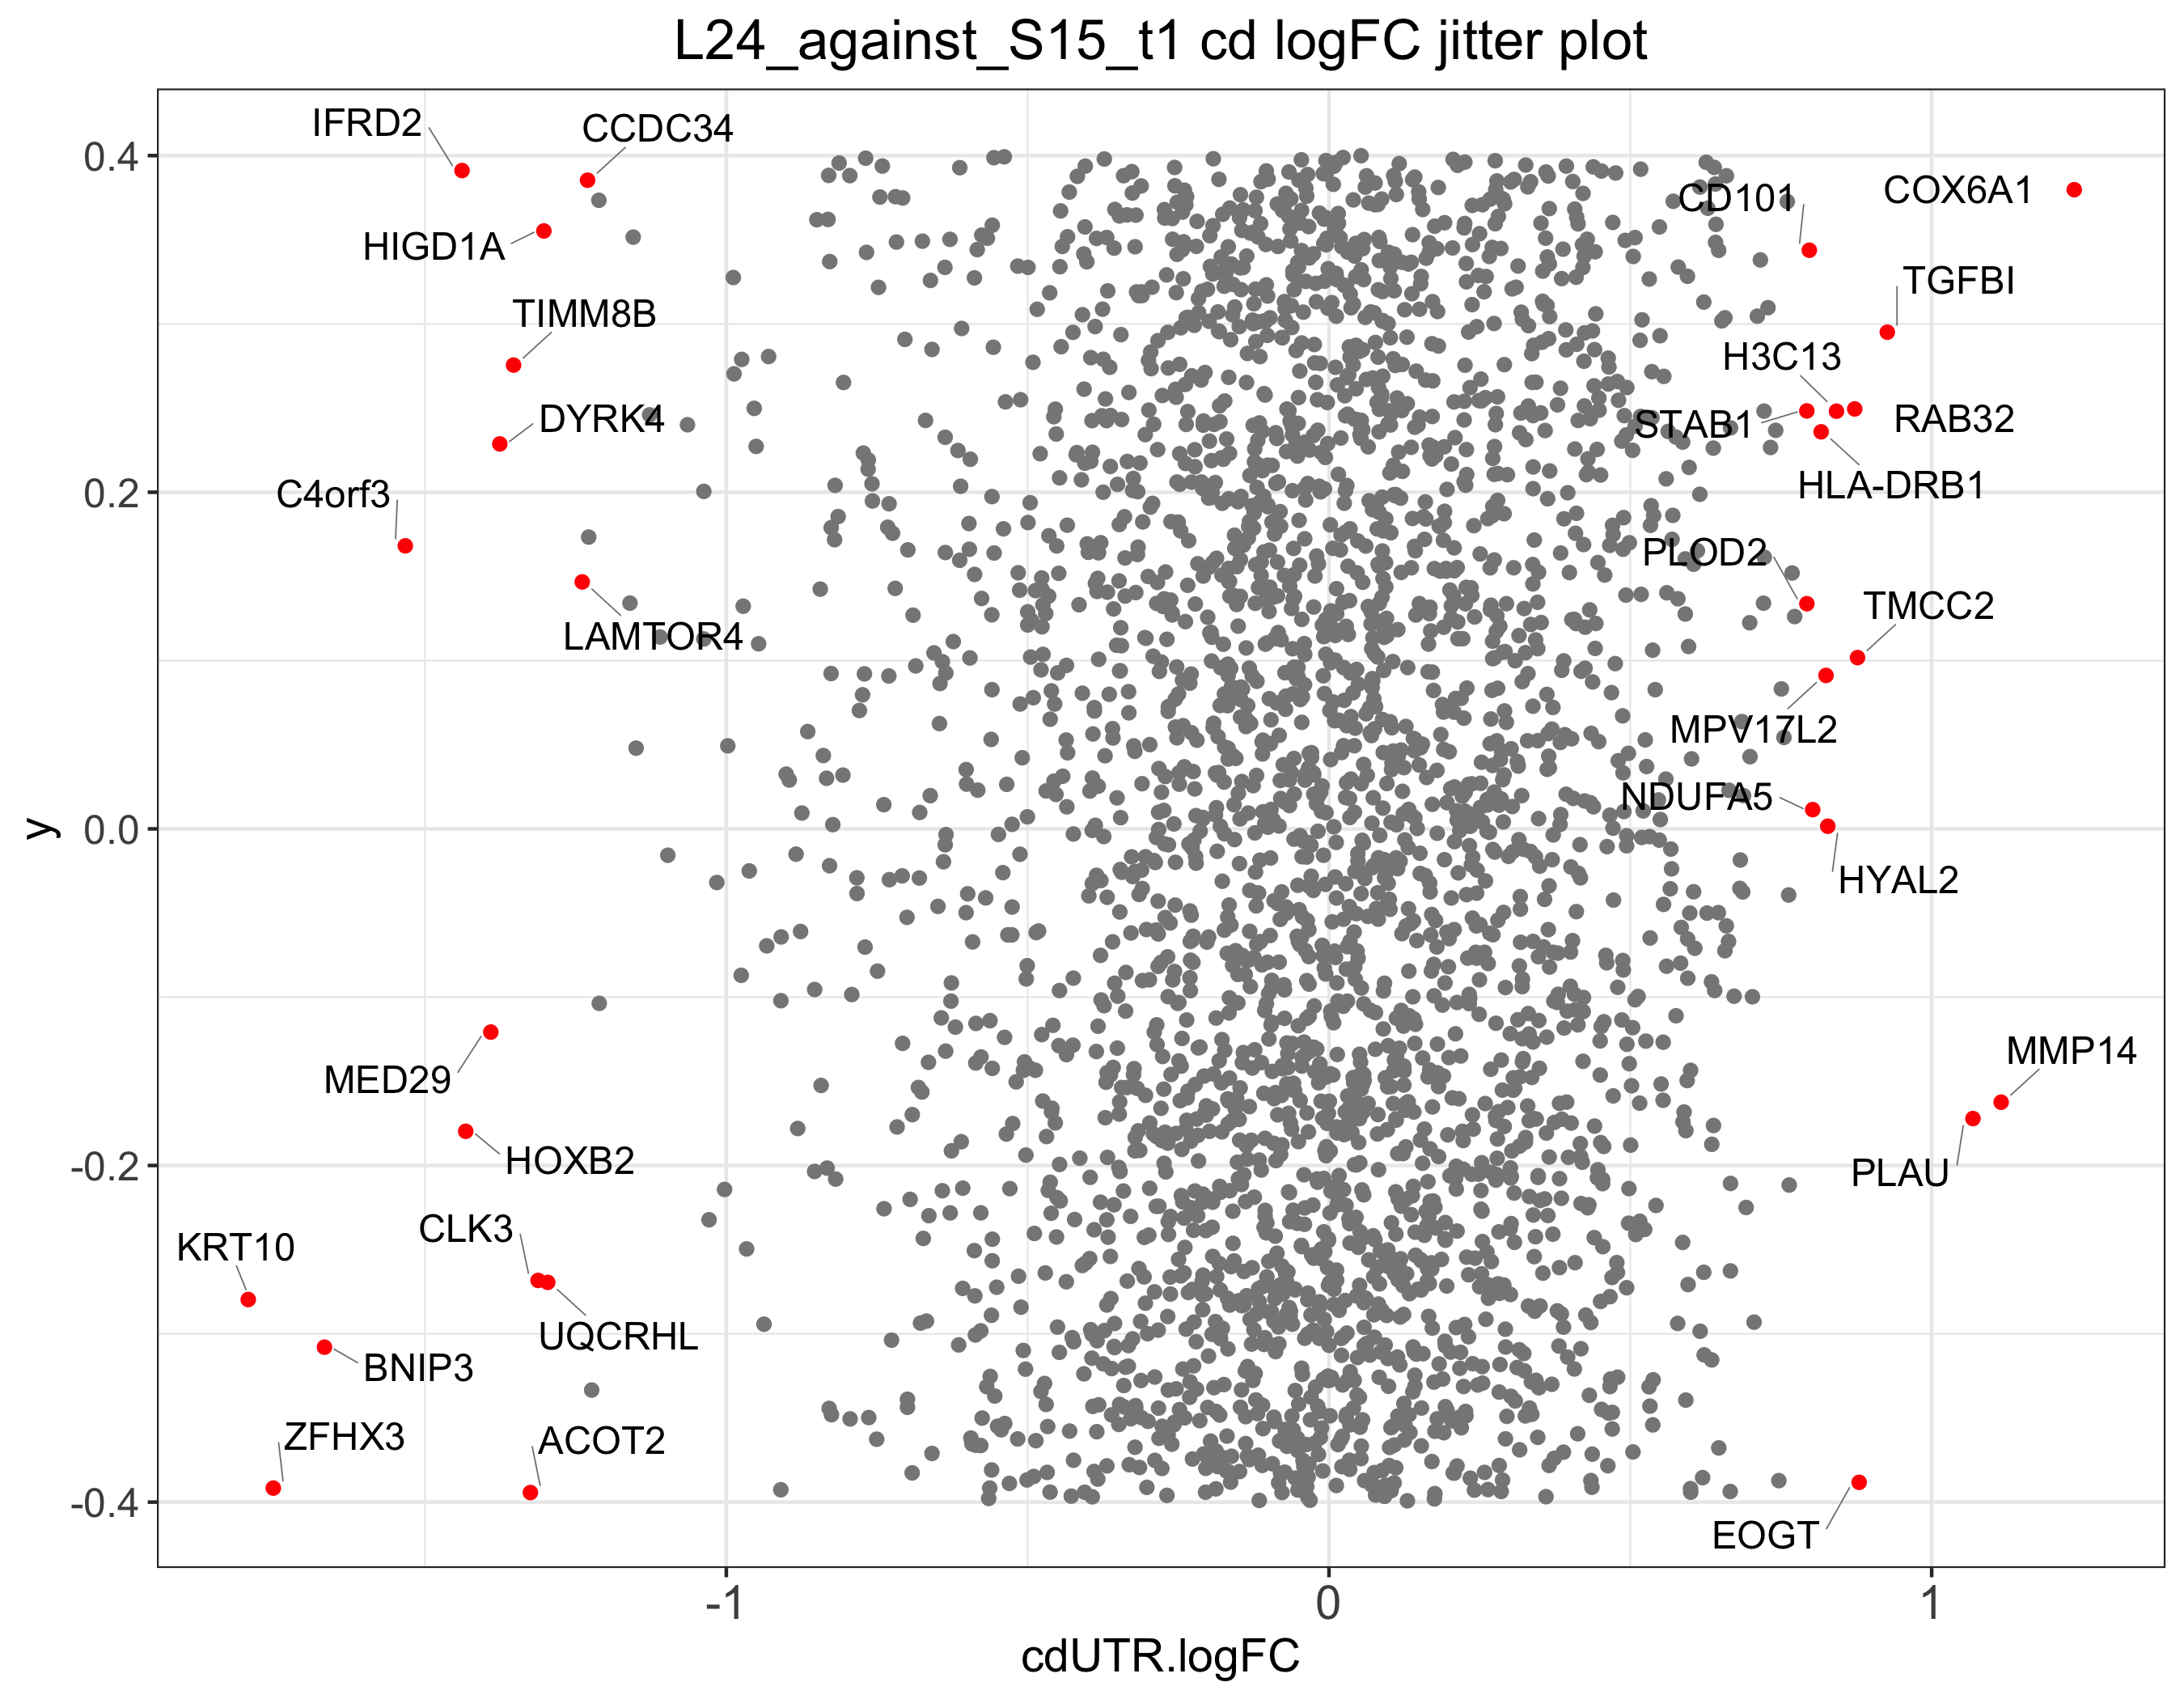 L24_against_S15_t1 cd logFC jitter plot
IFRD2
CCDC34
0.4
CD101
COX6A1
HIGD1A
TGFBI
TIMM8B
H3C13
DYRK4
STAB1
RAB32
C4orf3
0.2
HLA-DRB1
PLOD2
TMCC2
LAMTOR4
MPV17L2
NDUFA5
y
0.0
HYAL2
MMP14
MED29
HOXB2
-0.2
PLAU
CLK3
KRT10
UQCRHL
BNIP3
ZFHX3
ACOT2
-0.4
EOGT
-1
0
1
cdUTR.logFC